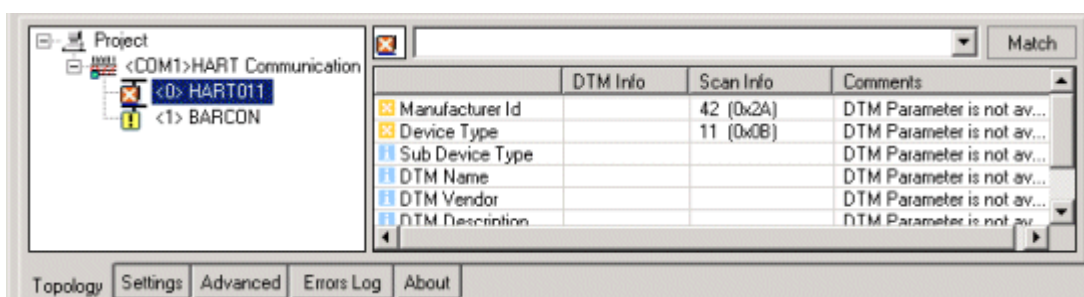 Project
<COM1>HART Communication
<0> HART011
<1> BARCON
Match
DTM Info Scan Info Comments
Manufacturer Id 42 (0x2A) DTM Parameter is not av...
Device Type 11 (0x0B) DTM Parameter is not av...
Sub Device Type DTM Parameter is not av...
DTM Name DTM Parameter is not av...
DTM Vendor DTM Parameter is not av...
DTM Description DTM Parameter is not av...
Topology Settings Advanced Errors Log About